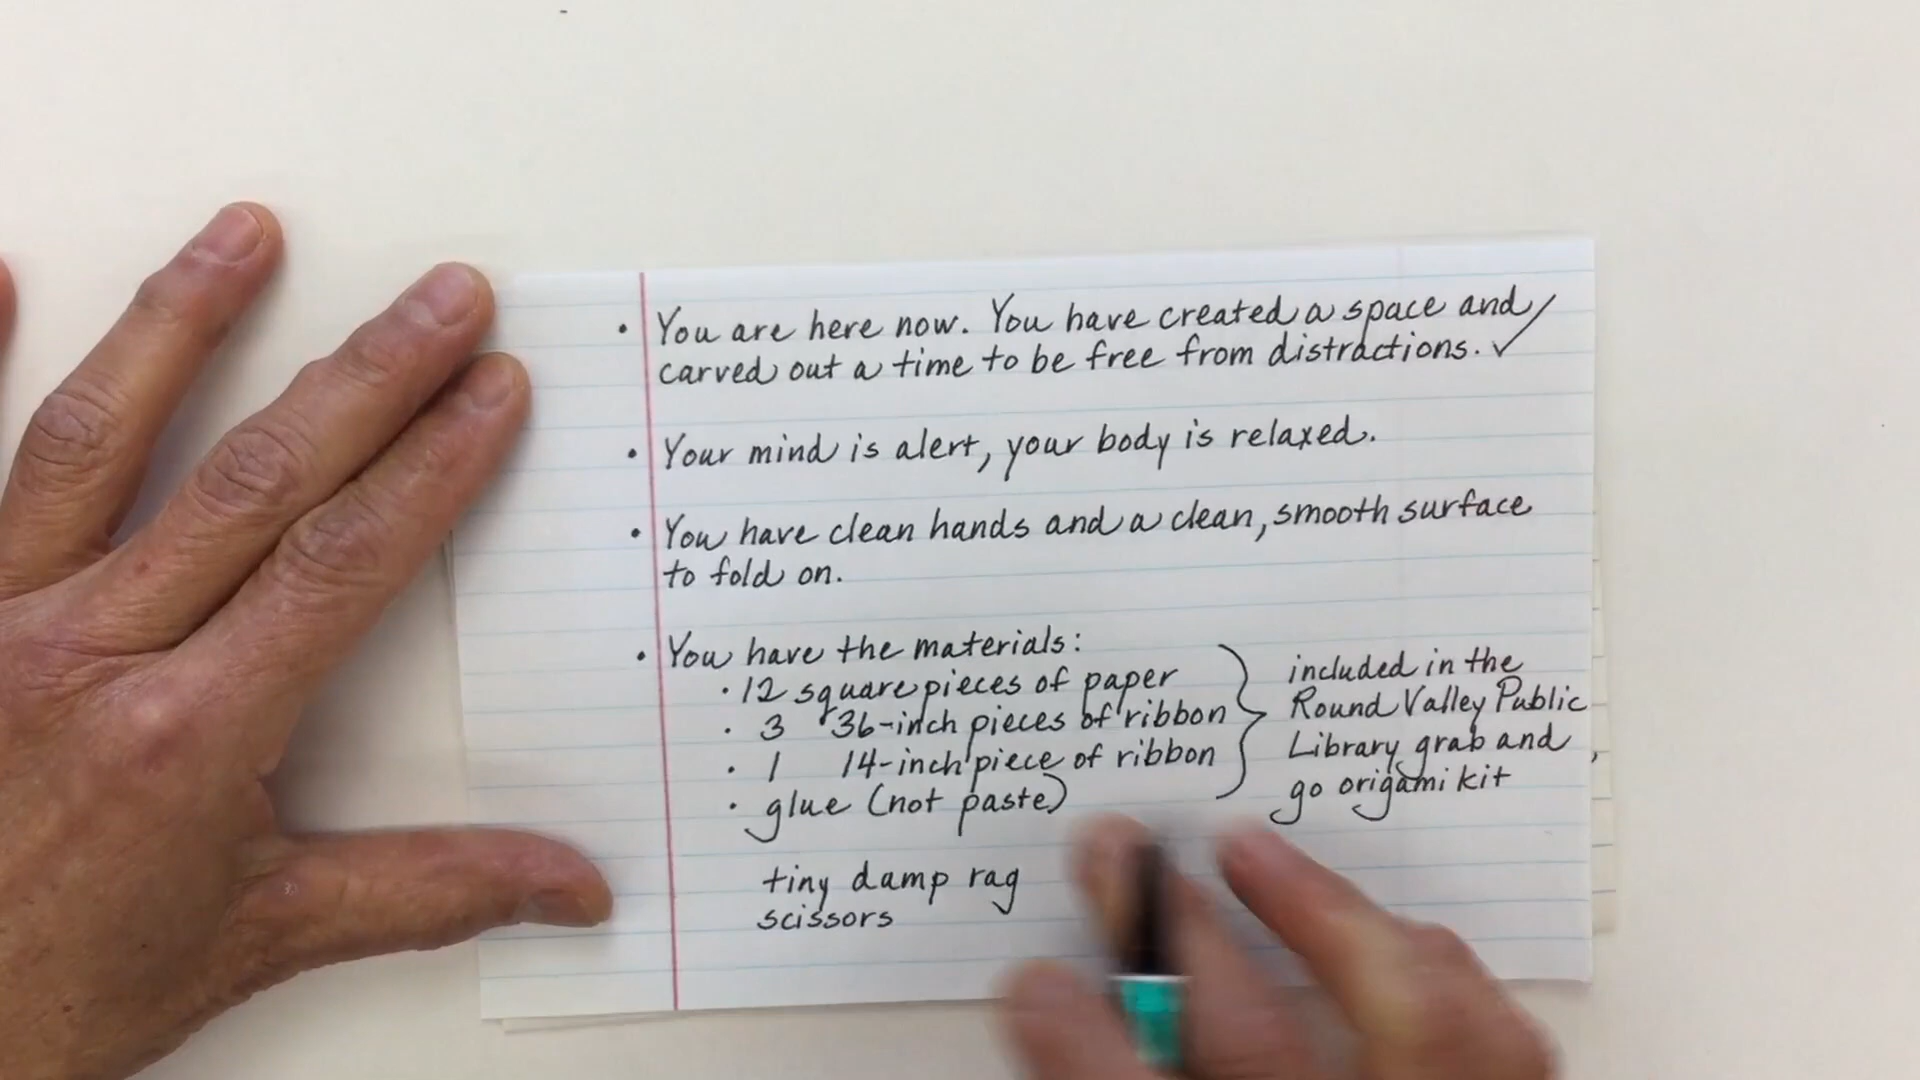 • You are here now. You have created a space and
carved out a time to be free from distractions. ✓
• Your mind is alert, your body is relaxed.
• You have clean hands and a clean, smooth surface
to fold on.
• You have the materials:
• 12 square pieces of paper
• 3 36-inch pieces of ribbon
• 1 14-inch piece of ribbon
• glue (not paste)
included in the
Round Valley Public
Library grab and
go origami kit
tiny damp rag
scissors